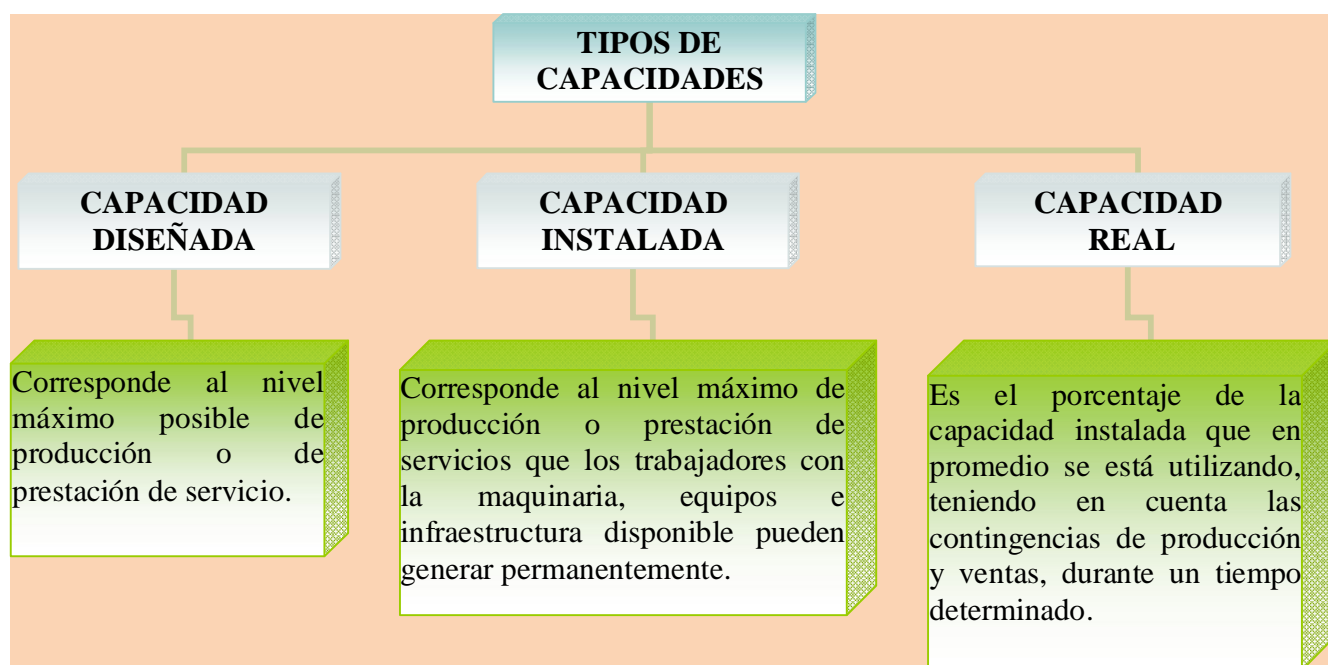 TIPOS DE
CAPACIDADES
CAPACIDAD
DISEÑADA
CAPACIDAD
INSTALADA
CAPACIDAD
REAL
Corresponde al nivel
máximo posible de
producción o de
prestación de servicio.
Corresponde al nivel máximo de
producción o prestación de
servicios que los trabajadores con
la maquinaria, equipos e
infraestructura disponible pueden
generar permanentemente.
Es el porcentaje de la
capacidad instalada que en
promedio se está utilizando,
teniendo en cuenta las
contingencias de producción
y ventas, durante un tiempo
determinado.